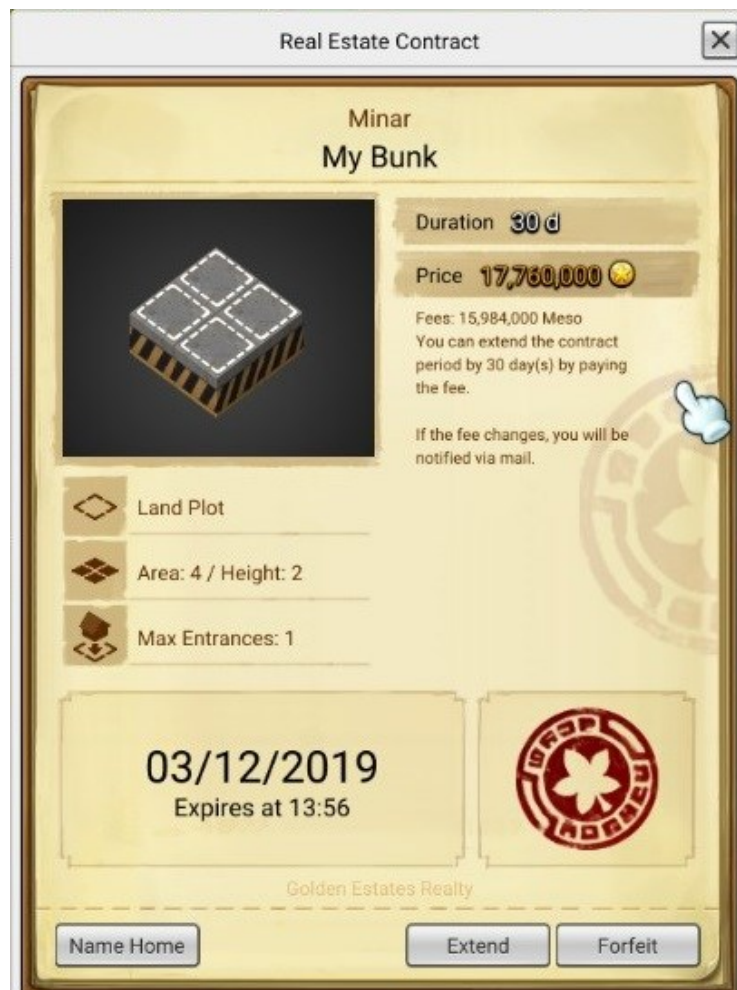 Real Estate Contract
Minar
My Bunk
Duration 30 d
Price 17,760,000
Fees: 15,984,000 Meso
You can extend the contract
period by 30 day(s) by paying
the fee.
If the fee changes, you will be
notified via mail.
Land Plot
Area: 4 / Height: 2
Max Entrances: 1
03/12/2019
Expires at 13:56
Golden Estates Realty
Name Home
Extend
Forfeit